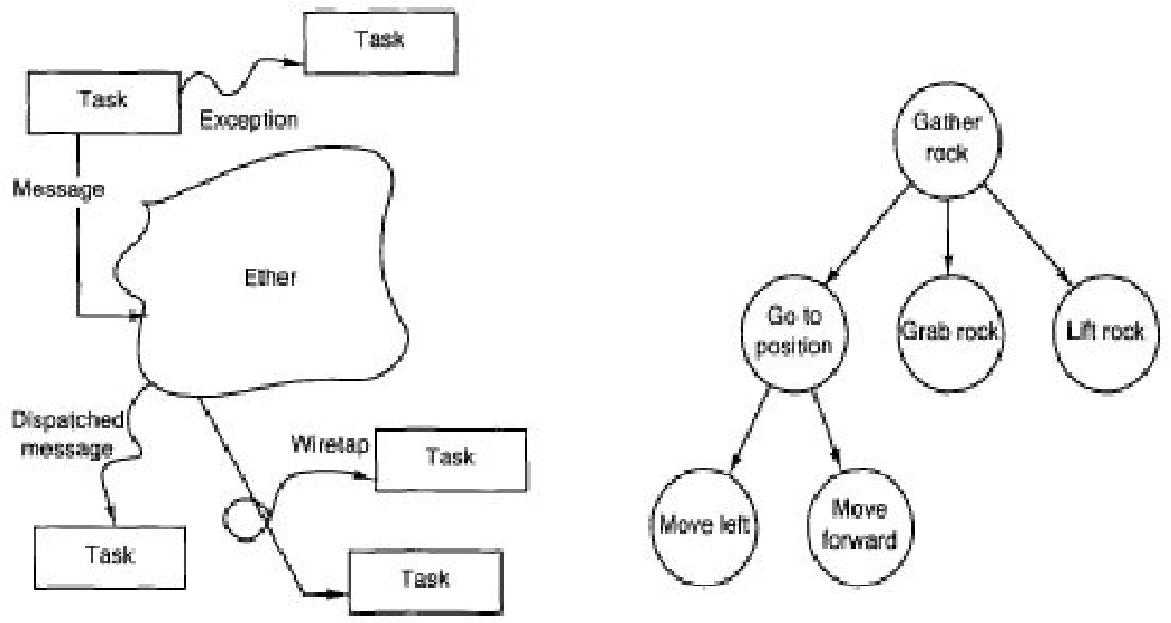 Task
Task
Exception
Message
Ether
Dispatched
message
Wiretap
Task
Task
Task
Gather
rock
Go to
position
Grab rock
Lift rock
Move left
Move
forward